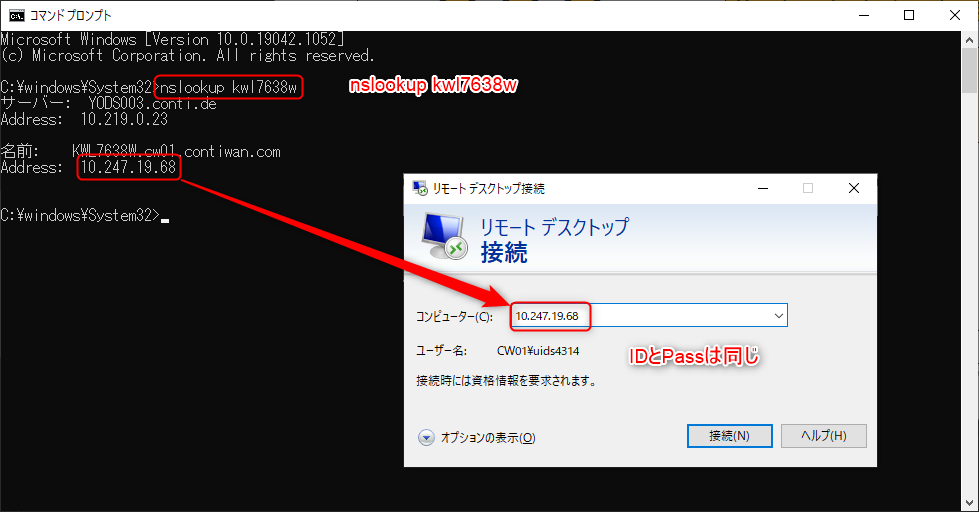 コマンド プロンプト
Microsoft Windows [Version 10.0.19042.1052]
(c) Microsoft Corporation. All rights reserved.
C:¥windows¥System32>nslookup kwl7638w
nslookup kwl7638w
サーバー:  YODS003.conti.de
Address:  10.219.0.23
名前:    KWL7638W.cw01.contiwan.com
Address:  10.247.19.68
C:¥windows¥System32>
リモート デスクトップ接続
リモート デスクトップ
接続
コンピューター(C):
10.247.19.68
ユーザー名:
CW01¥uids4314
IDとPassは同じ
接続時には資格情報を要求されます。
オプションの表示(O)
接続(N)
ヘルプ(H)